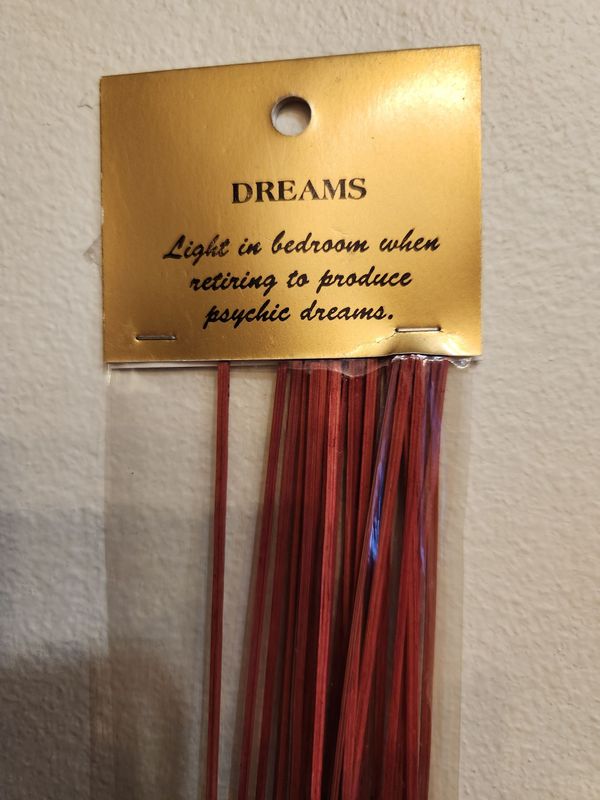 DREAMS
Light in bedroom when
retiring to produce
psychic dreams.